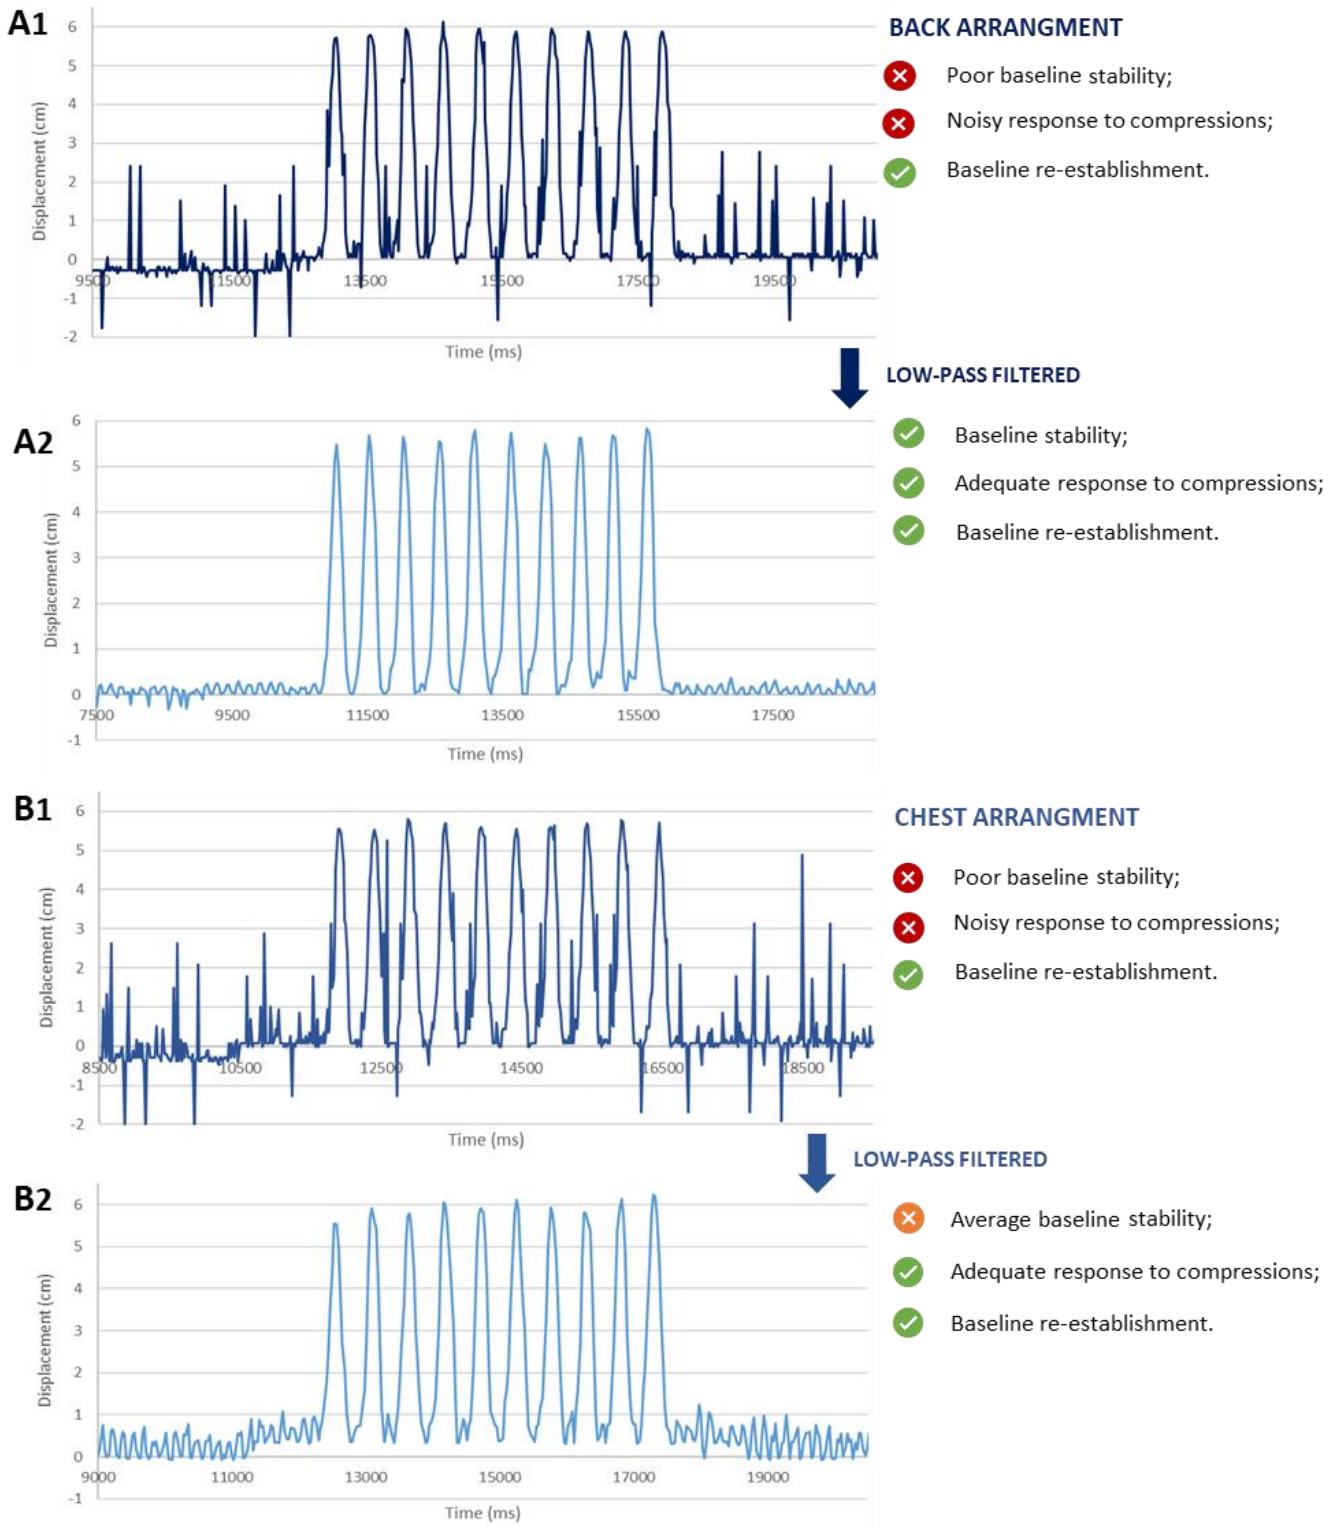 A1
BACK ARRANGMENT
Poor baseline stability;
Noisy response to compressions;
Baseline re-establishment.
Displacement (cm)
6
5
4
3
2
1
0
-1
-2
9500 11500 13500 15500 17500 19500
Time (ms)
LOW-PASS FILTERED
A2
Baseline stability;
Adequate response to compressions;
Baseline re-establishment.
Displacement (cm)
6
5
4
3
2
1
0
-1
7500 9500 11500 13500 15500 17500
Time (ms)
B1
CHEST ARRANGMENT
Poor baseline stability;
Noisy response to compressions;
Baseline re-establishment.
Displacement (cm)
6
5
4
3
2
1
0
-1
-2
8500 10500 12500 14500 16500 18500
Time (ms)
LOW-PASS FILTERED
B2
Average baseline stability;
Adequate response to compressions;
Baseline re-establishment.
Displacement (cm)
6
5
4
3
2
1
0
-1
9000 11000 13000 15000 17000 19000
Time (ms)